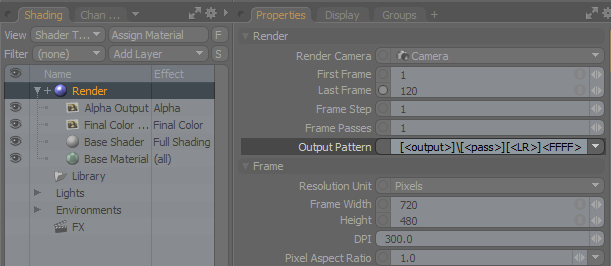 Shading
Chan ...
View
Shader T...
Assign Material
F
Filter
(none)
Add Layer
S
Name
Effect
Render
Alpha Output
Alpha
Final Color ...
Final Color
Base Shader
Full Shading
Base Material
(all)
Library
Lights
Environments
FX
Properties
Display
Groups
+
Render
Render Camera
Camera
First Frame
1
Last Frame
120
Frame Step
1
Frame Passes
1
Output Pattern
[<output>]\[<pass>][<LR>]<FFFF>
Frame
Resolution Unit
Pixels
Frame Width
720
Height
480
DPI
300.0
Pixel Aspect Ratio
1.0